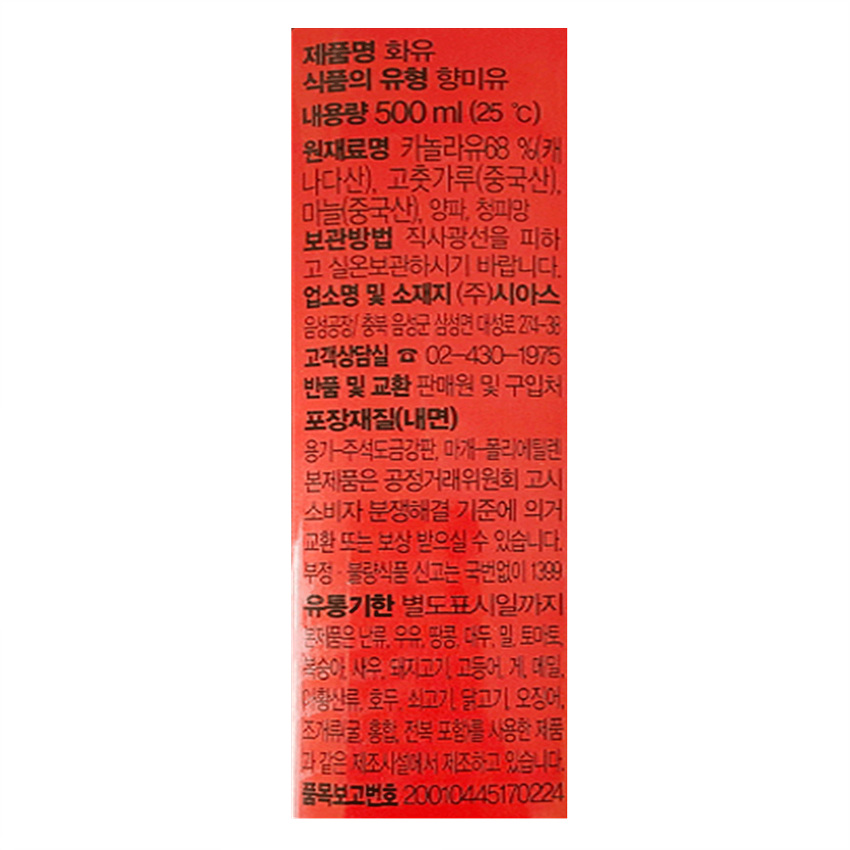 제품명 화유
식품의 유형 향미유
내용량 500 ml (25 ℃)
원재료명 카놀라유68 %(캐
나다산), 고춧가루(중국산),
마늘(중국산), 양파, 청피망
보관방법 직사광선을 피하
고 실온보관하시기 바랍니다.
업소명 및 소재지 (주)시아스
음성공장/ 충북 음성군 삼성면 대성로 274-38
고객상담실 ☎ 02-430-1975
반품 및 교환 판매원 및 구입처
포장재질(내면)
용기-주석도금강판, 마개-폴리에틸렌
본제품은 공정거래위원회 고시
소비자 분쟁해결 기준에 의거
교환 또는 보상 받으실 수 있습니다.
부정·불량식품 신고는 국번없이 1399
유통기한 별도표시일까지
본제품은 난류, 우유, 땅콩, 대두, 밀, 토마토,
복숭아, 새우, 돼지고기, 고등어, 게, 메밀,
아황산류, 호두, 쇠고기, 닭고기, 오징어,
조개류(굴, 홍합, 전복 포함)를 사용한 제품
과 같은 제조시설에서 제조하고 있습니다.
품목보고번호 20010445170224